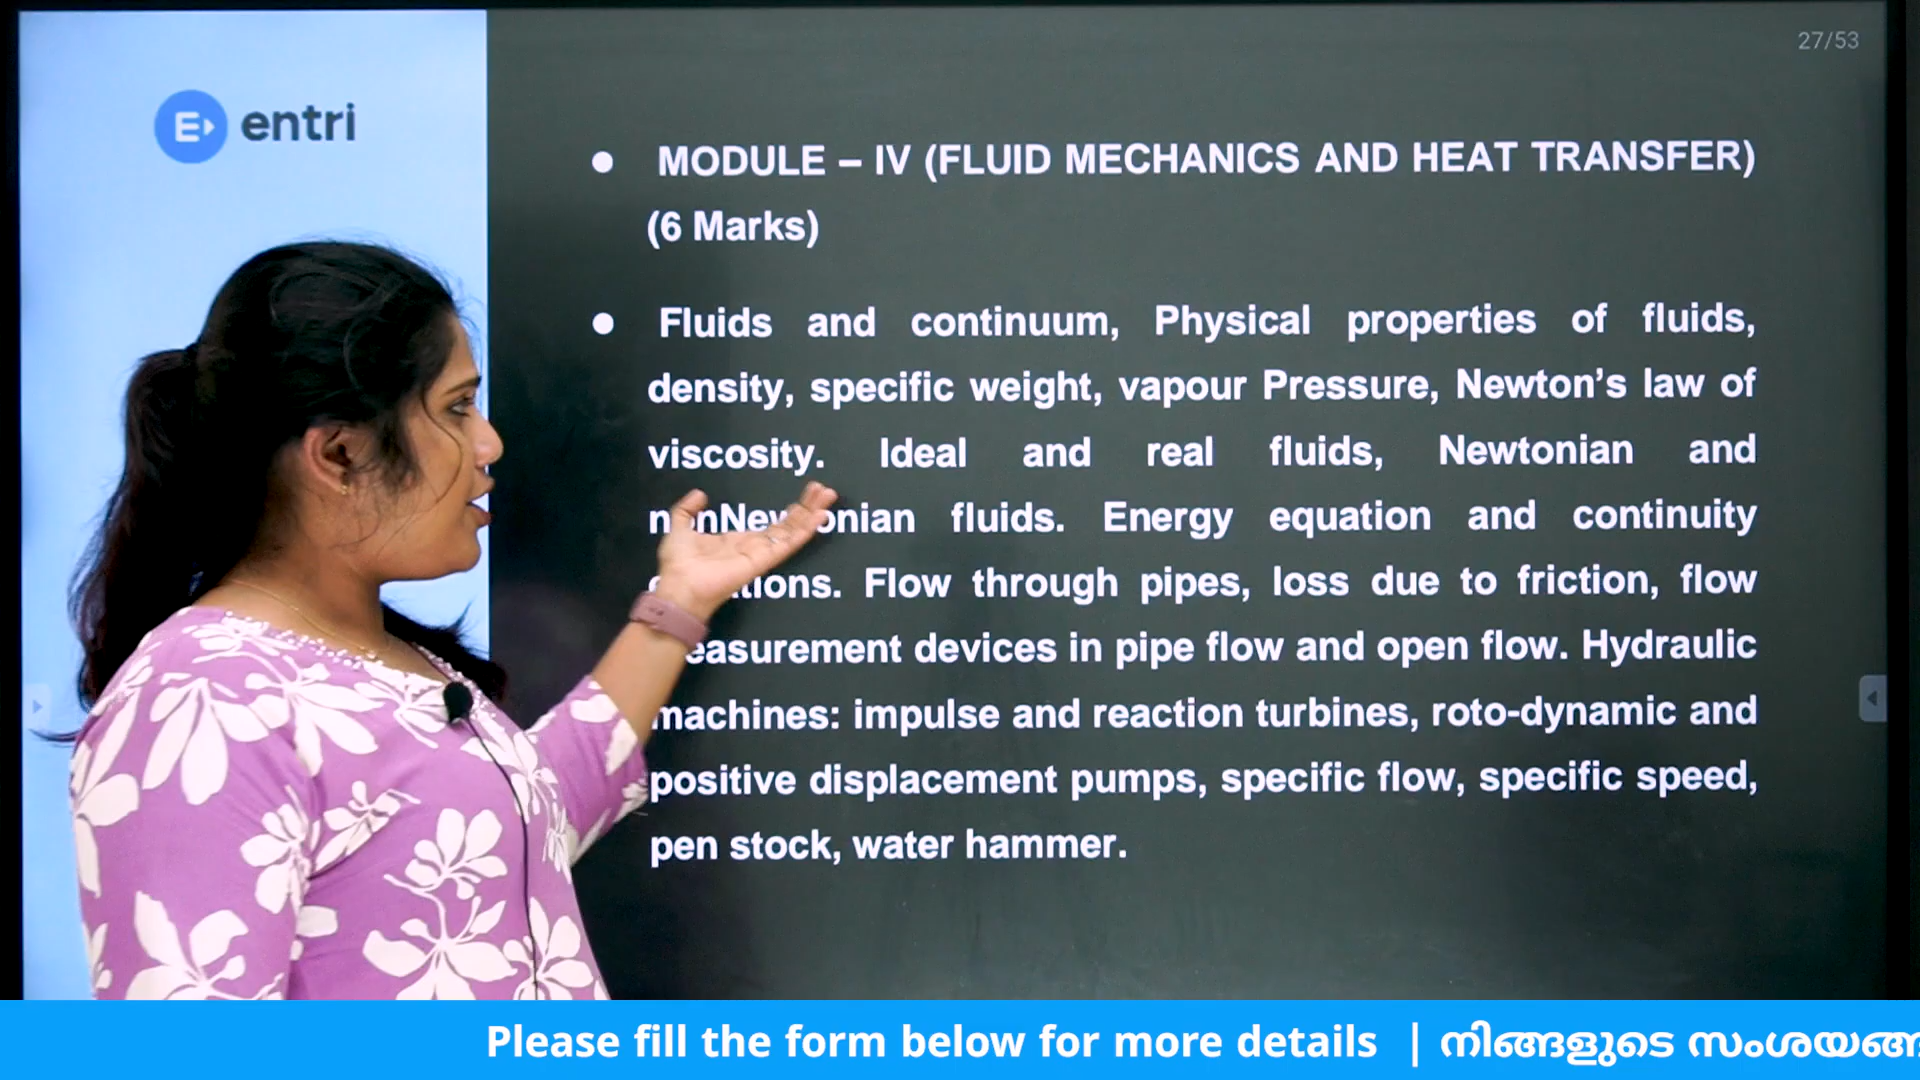 27/53
E entri
MODULE – IV (FLUID MECHANICS AND HEAT TRANSFER)
(6 Marks)
Fluids and continuum, Physical properties of fluids,
density, specific weight, vapour Pressure, Newton’s law of
viscosity. Ideal and real fluids, Newtonian and
fluids. Energy equation and continuity
Flow through pipes, loss due to friction, flow
measurement devices in pipe flow and open flow. Hydraulic
machines: impulse and reaction turbines, roto-dynamic and
positive displacement pumps, specific flow, specific speed,
pen stock, water hammer.
Please fill the form below for more details | നിങ്ങളുടെ